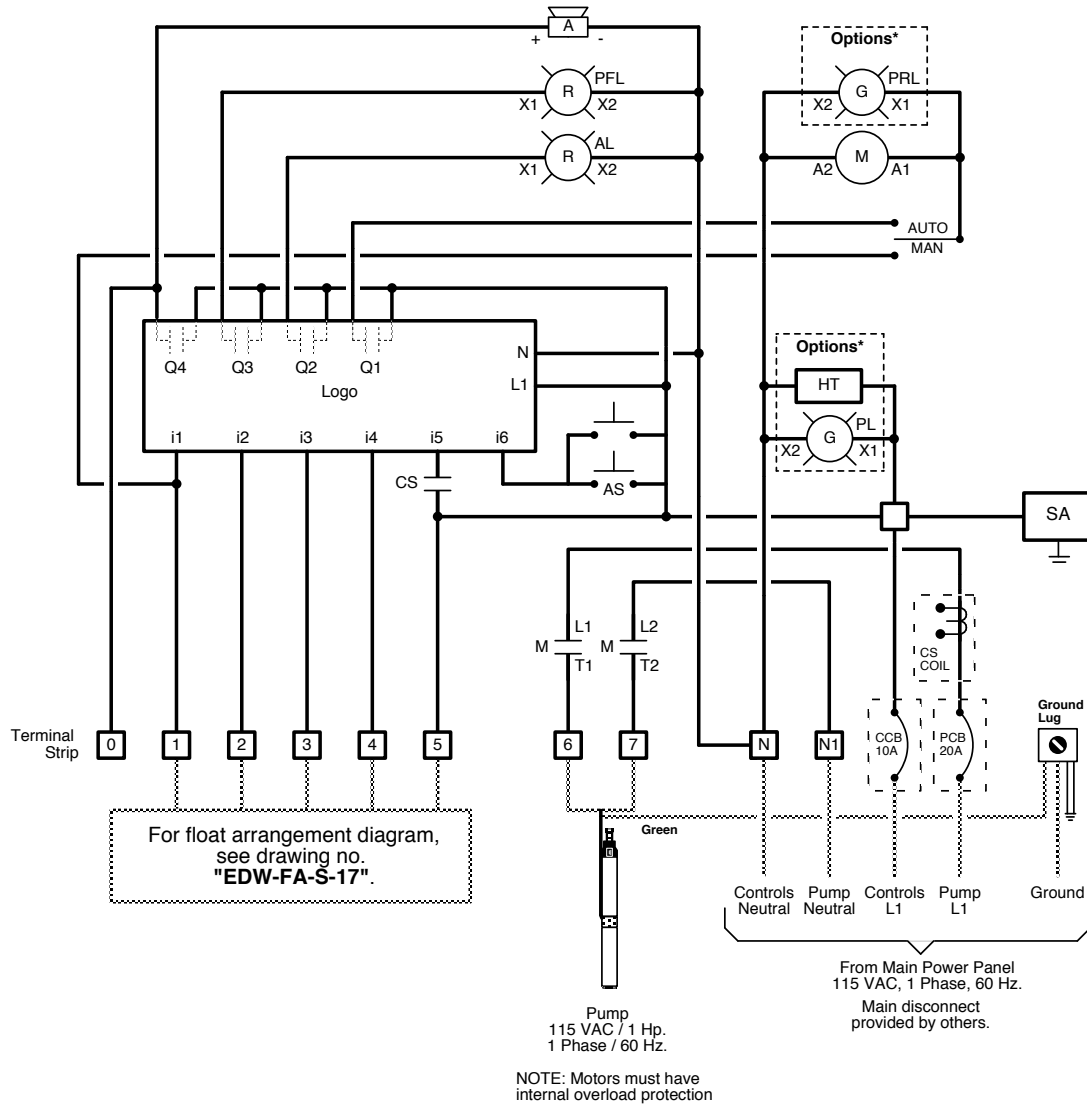 A
+ -
Options*
R PFL
X1 X2
G PRL
X2 X1
R AL
X1 X2
M
A2 A1
AUTO
MAN
Q4 Q3 Q2 Q1
N
Logo
L1
i1 i2 i3 i4 i5 i6
Options*
HT
G PL
X2 X1
CS
AS
SA
L1 L2
M M
T1 T2
CS
COIL
Terminal
Strip
0 1 2 3 4 5 6 7 N N1
CCB
10A
PCB
20A
Ground
Lug
For float arrangement diagram,
see drawing no.
"EDW-FA-S-17".
Green
Controls
Neutral
Pump
Neutral
Controls
L1
Pump
L1
Ground
From Main Power Panel
115 VAC, 1 Phase, 60 Hz.
Main disconnect
provided by others.
Pump
115 VAC / 1 Hp.
1 Phase / 60 Hz.
NOTE: Motors must have
internal overload protection